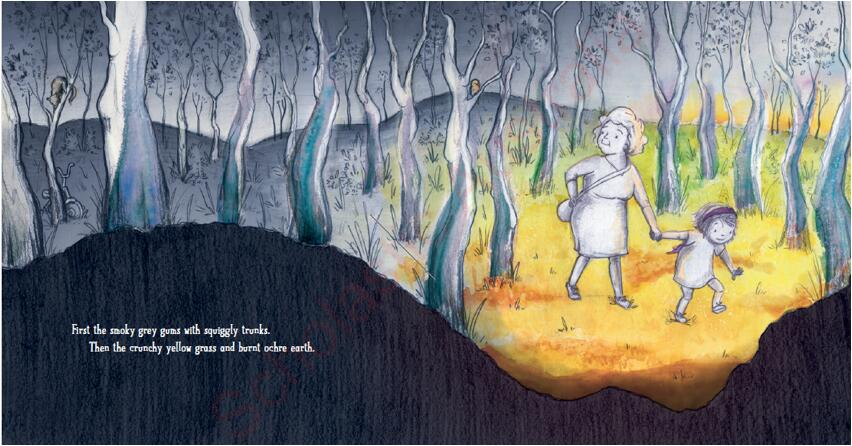 First the smoky grey gums with squiggly trunks.
Then the crunchy yellow grass and burnt ochre earth.